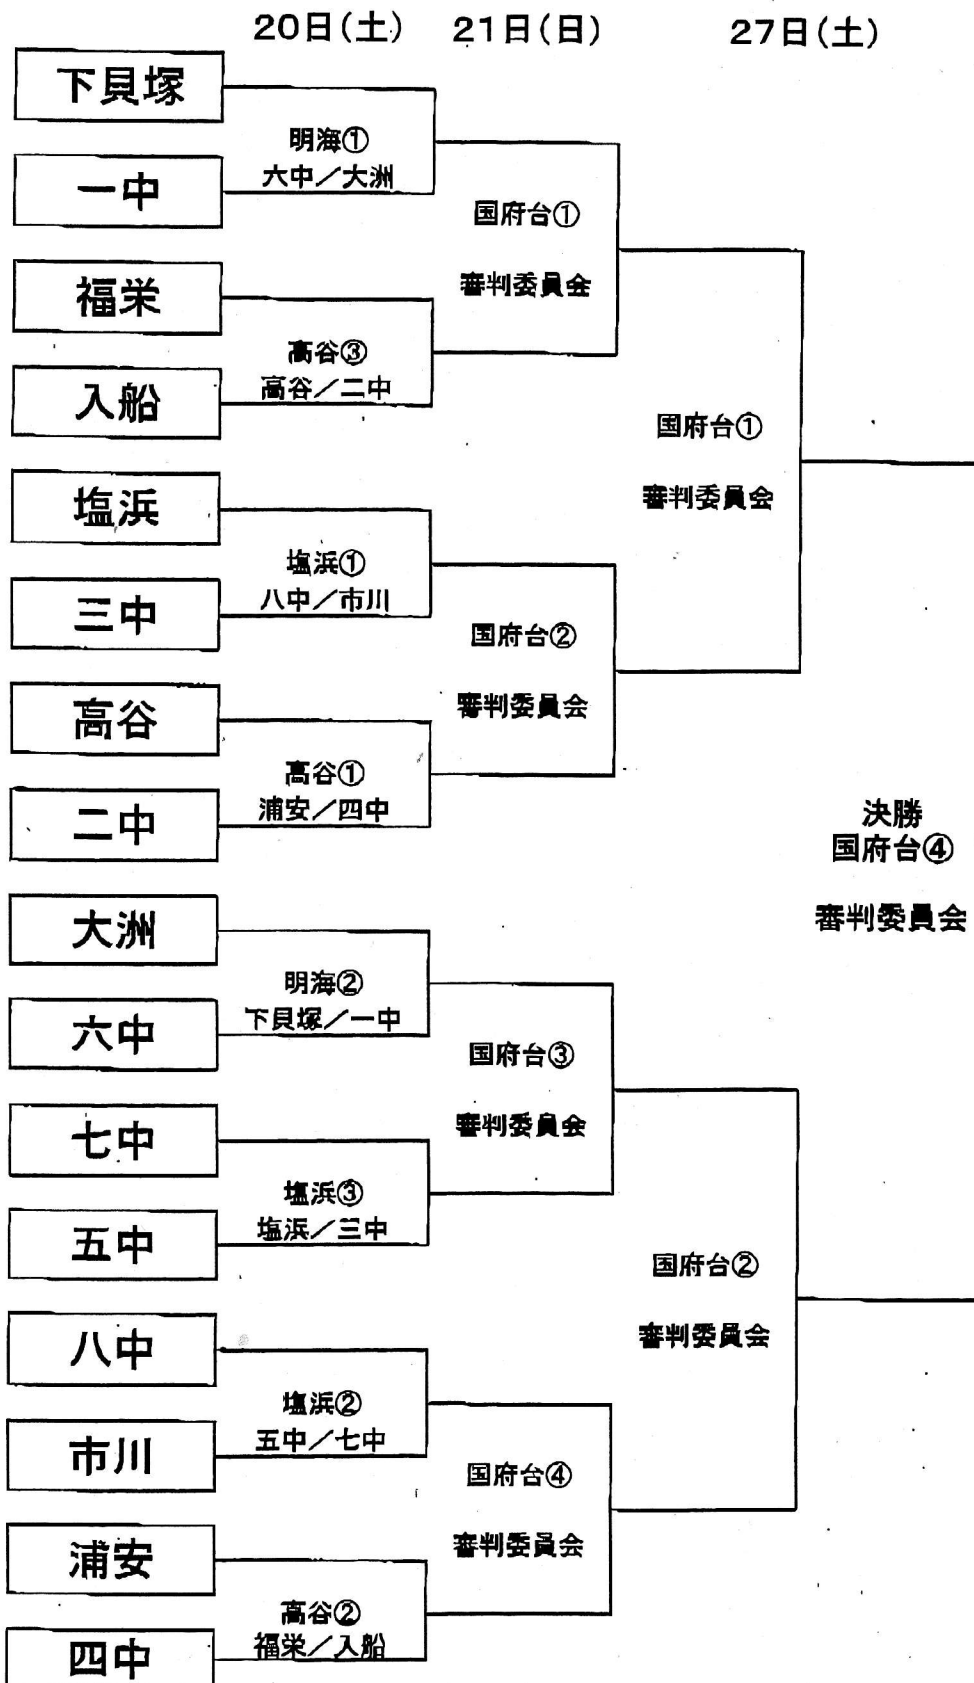 20日(土) 21日(日) 27日(土)
下貝塚
明海①
六中／大洲
一中
国府台①
審判委員会
福栄
高谷③
高谷／二中
入船
国府台①
審判委員会
塩浜
塩浜①
八中／市川
三中
国府台②
審判委員会
高谷
高谷①
浦安／四中
二中
決勝
国府台④
審判委員会
大洲
明海②
下貝塚／一中
六中
国府台③
審判委員会
七中
塩浜③
塩浜／三中
五中
国府台②
審判委員会
八中
塩浜②
五中／七中
市川
国府台④
審判委員会
浦安
高谷②
福栄／入船
四中